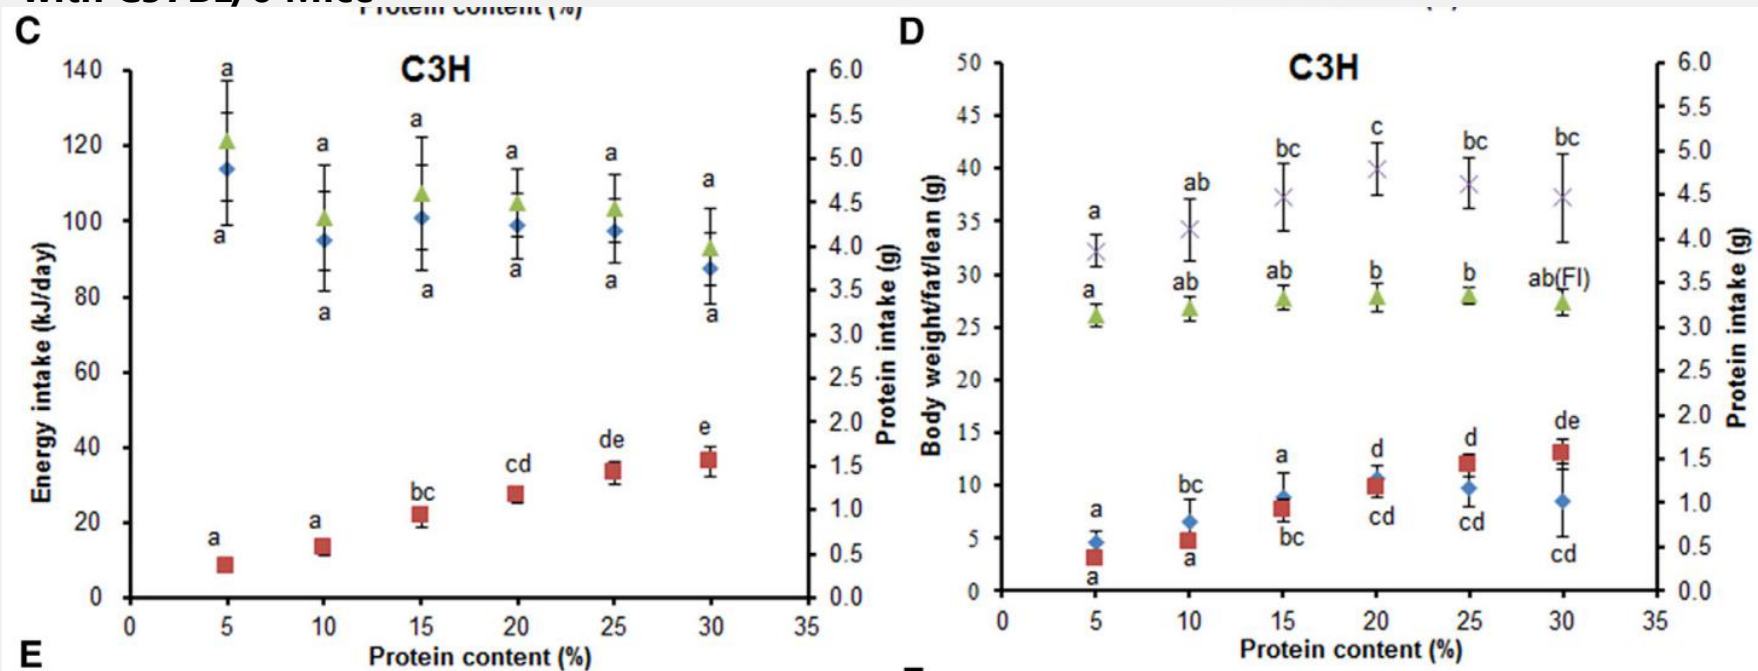 with C57BL/6 Mice
Protein content (%)
C
C3H
Energy intake (kJ/day)
140
120
100
80
60
40
20
0
a
a
a
a
a
a
a
a
a
a
a
a
a
a
bc
cd
de
e
6.0
5.5
5.0
4.5
4.0
3.5
3.0
2.5
2.0
1.5
1.0
0.5
0.0
Protein intake (g)
0
5
10
15
20
25
30
35
Protein content (%)
D
C3H
Body weight/fat/lean (g)
50
45
40
35
30
25
20
15
10
5
0
a
ab
bc
c
bc
bc
a
ab
ab
b
b
ab(FI)
a
bc
a
d
d
de
a
a
bc
cd
cd
cd
6.0
5.5
5.0
4.5
4.0
3.5
3.0
2.5
2.0
1.5
1.0
0.5
0.0
Protein intake (g)
0
5
10
15
20
25
30
35
Protein content (%)
E